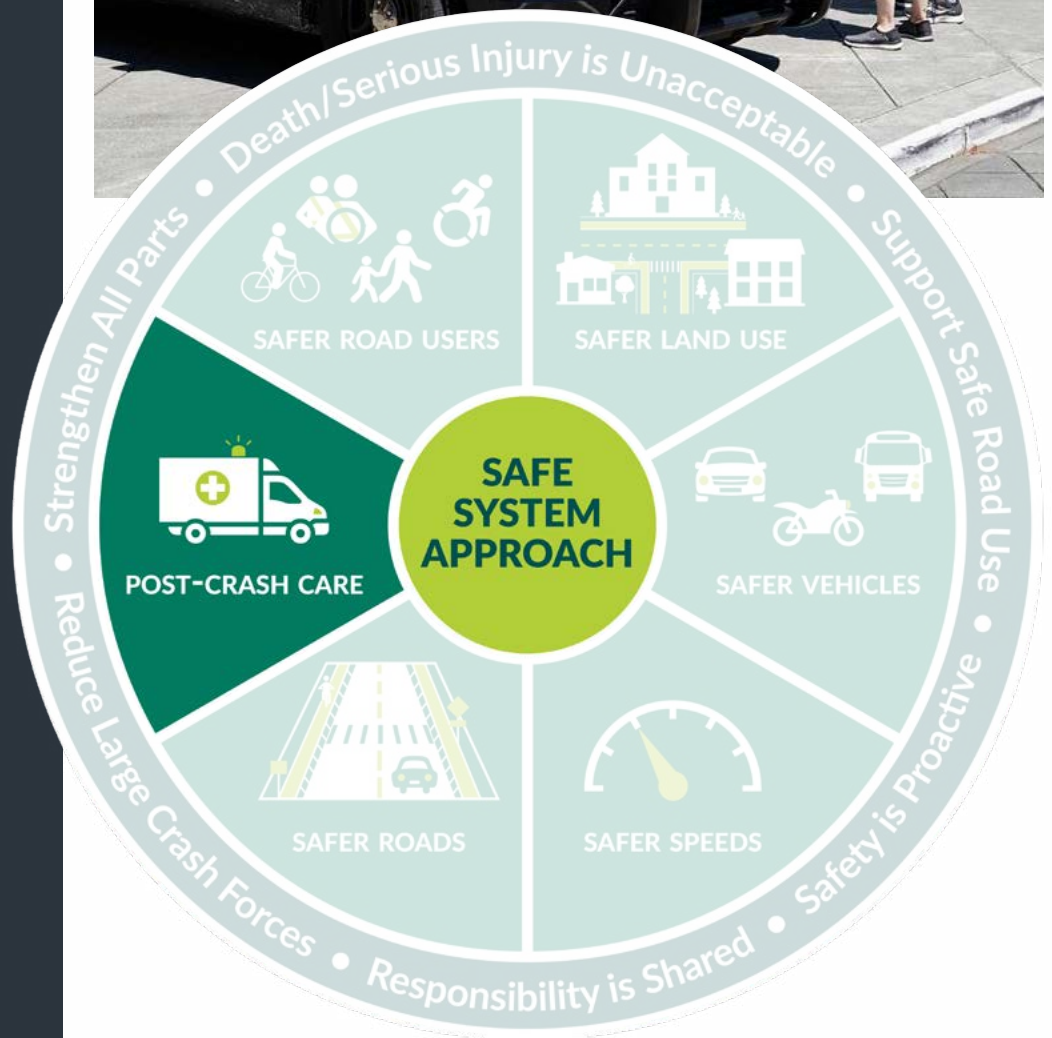 Death/Serious Injury is Unacceptable
Support Safe Road Use
Safety is Proactive
Responsibility is Shared
Reduce Large Crash Forces
Strengthen All Parts
SAFER ROAD USERS
SAFER LAND USE
POST-CRASH CARE
SAFE
SYSTEM
APPROACH
SAFER VEHICLES
SAFER ROADS
SAFER SPEEDS